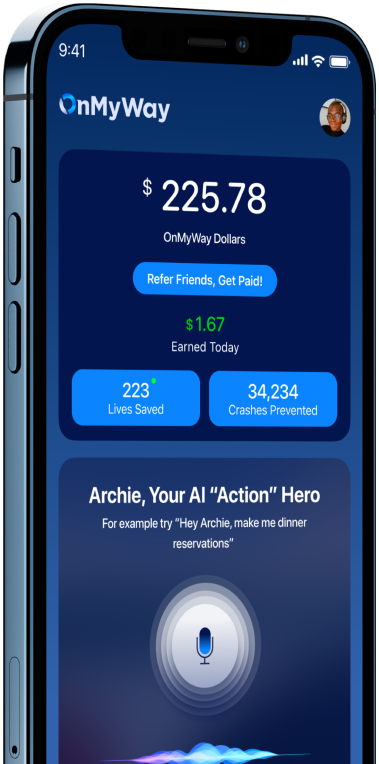 9:41
OnMyWay
$ 225.78
OnMyWay Dollars
Refer Friends, Get Paid!
$1.67
Earned Today
223
Lives Saved
34,234
Crashes Prevented
Archie, Your AI “Action” Hero
For example try “Hey Archie, make me dinner
reservations”